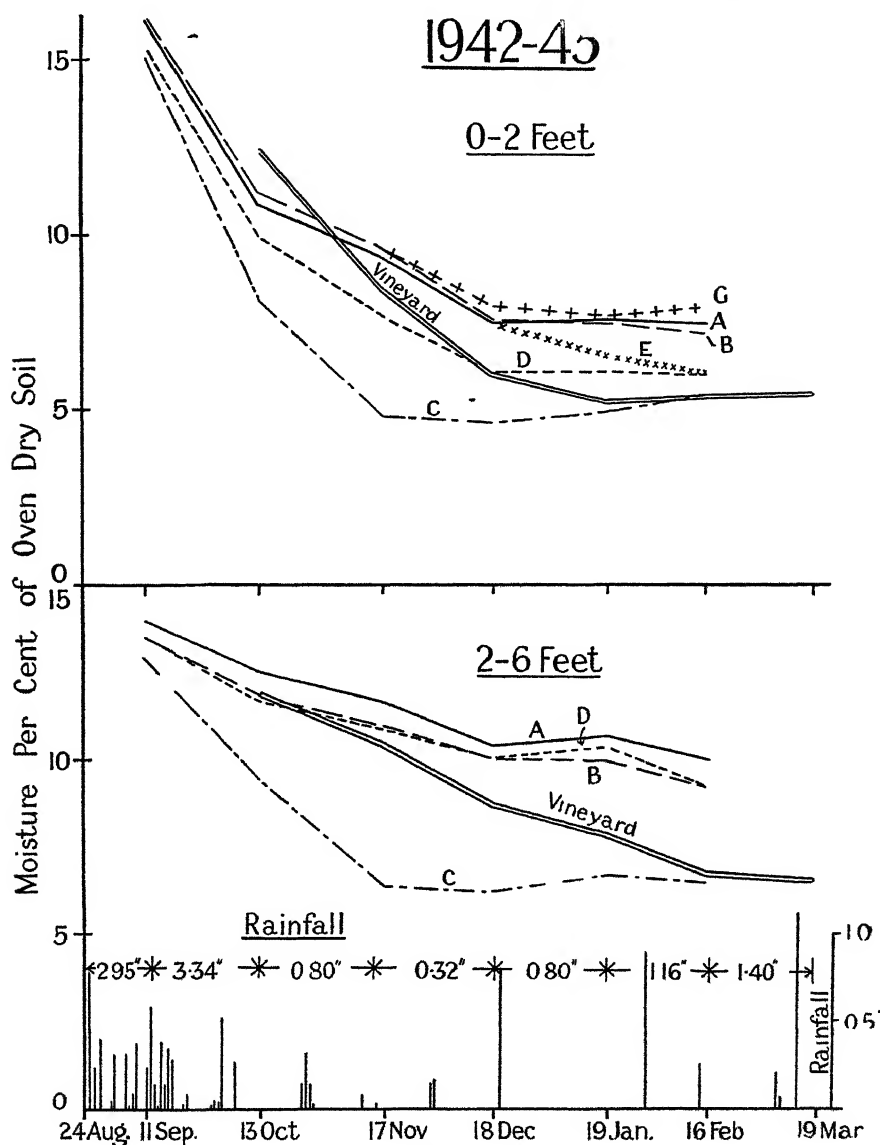 1942-43
15
0-2 Feet
10
Vineyard
G
A
B
E
D
5
C
0
Moisture Per Cent of Oven Dry Soil
15
2-6 Feet
D
A
10
B
Vineyard
C
Rainfall
5
2.95" 3.34" 0.80" 0.32" 0.80" 1.16" 1.40"
1.0
0.5
Rainfall
0
24 Aug. 11 Sep. 13 Oct 17 Nov 18 Dec 19 Jan. 16 Feb 19 Mar